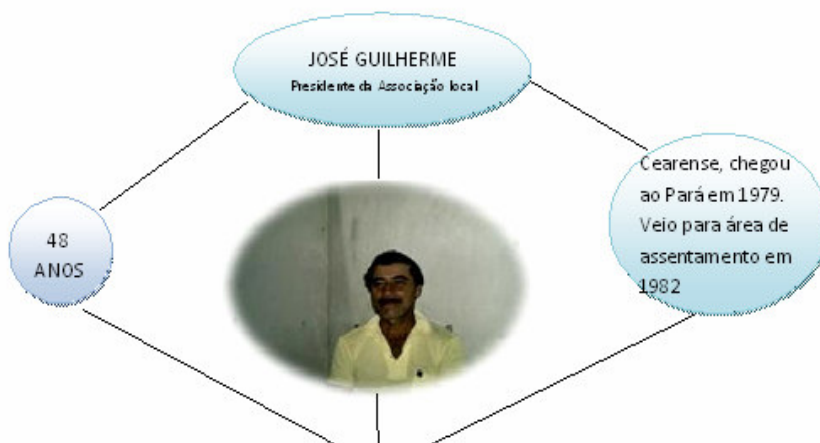 JOSÉ GUILHERME
Presidente da Associação local
48
ANOS
Cearense, chegou
ao Pará em 1979.
Veio para área de
assentamento em
1982